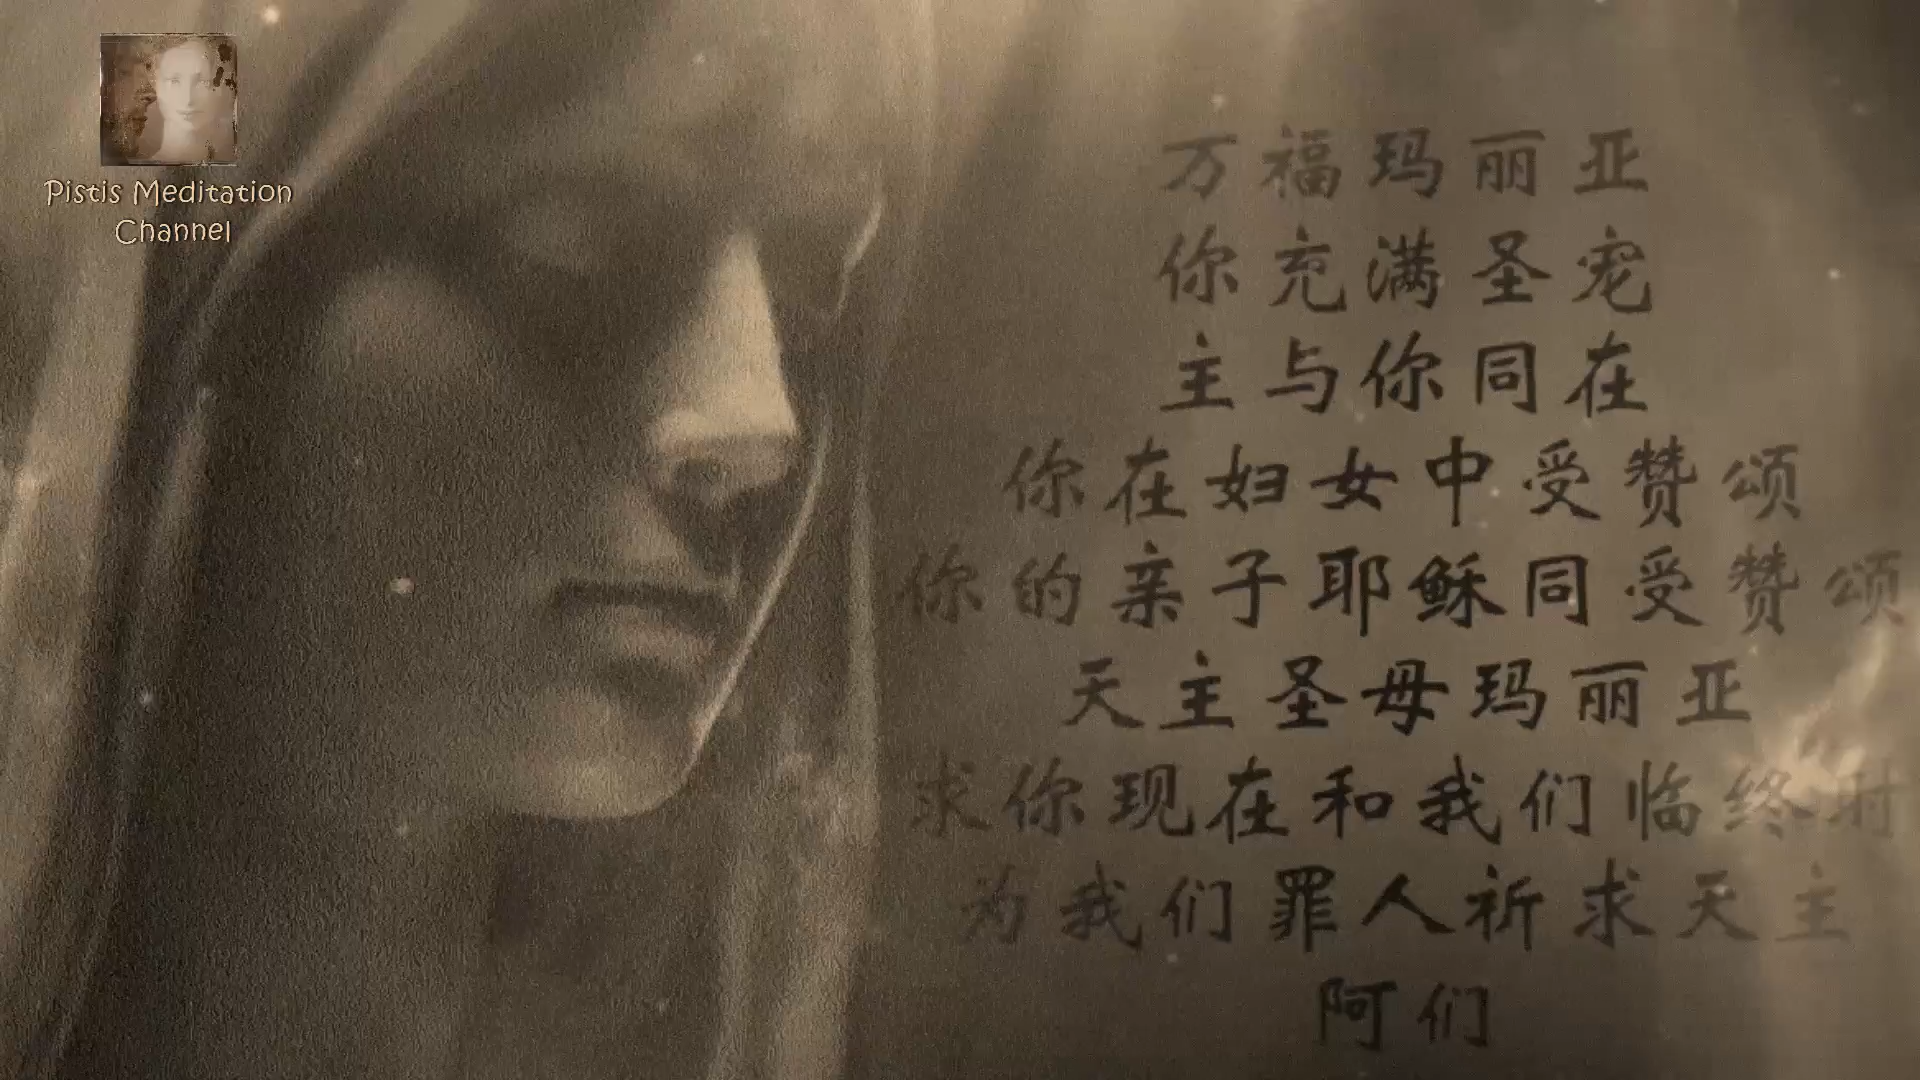 Pistis Meditation
Channel
万福玛丽亚
你充满圣宠
主与你同在
你在妇女中受赞颂
你的亲子耶稣同受赞颂
天主圣母玛丽亚
求你现在和我们临终时
为我们罪人祈求天主
阿们